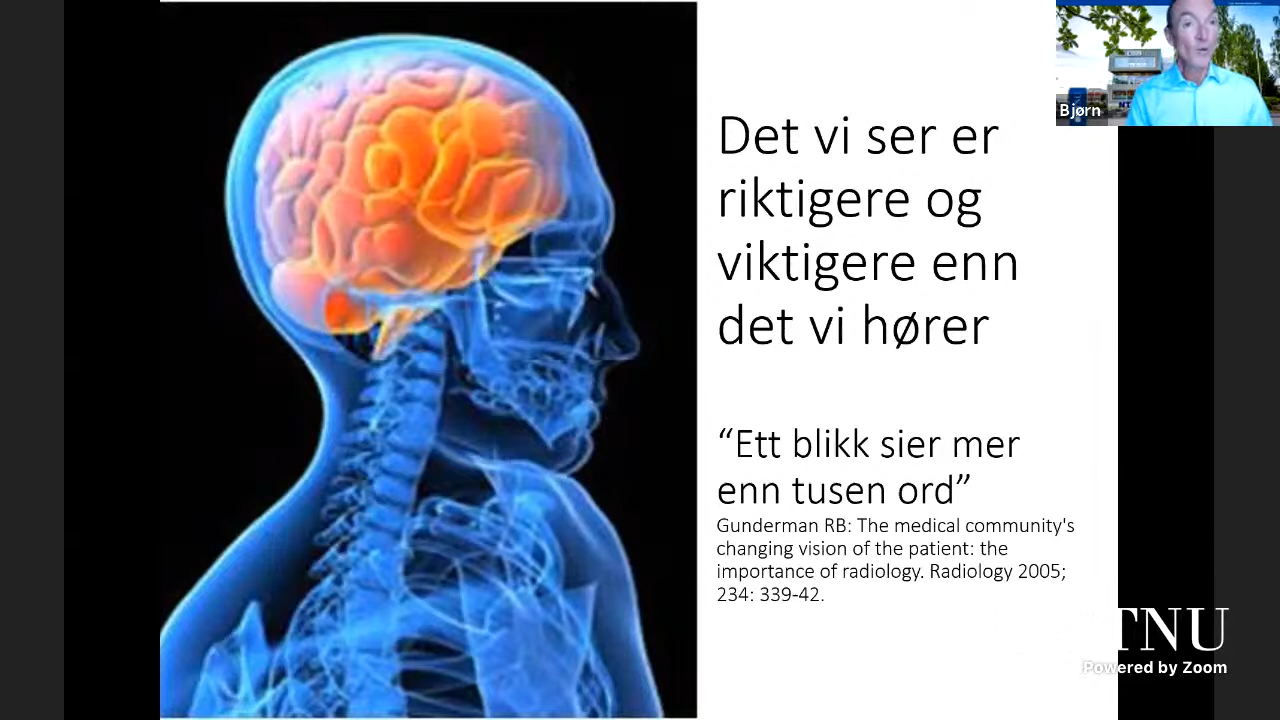 Det vi ser er
riktigere og
viktigere enn
det vi hører
“Ett blikk sier mer
enn tusen ord”
Gunderman RB: The medical community's
changing vision of the patient: the
importance of radiology. Radiology 2005;
234: 339-42.
Bjørn
TNU
Powered by Zoom